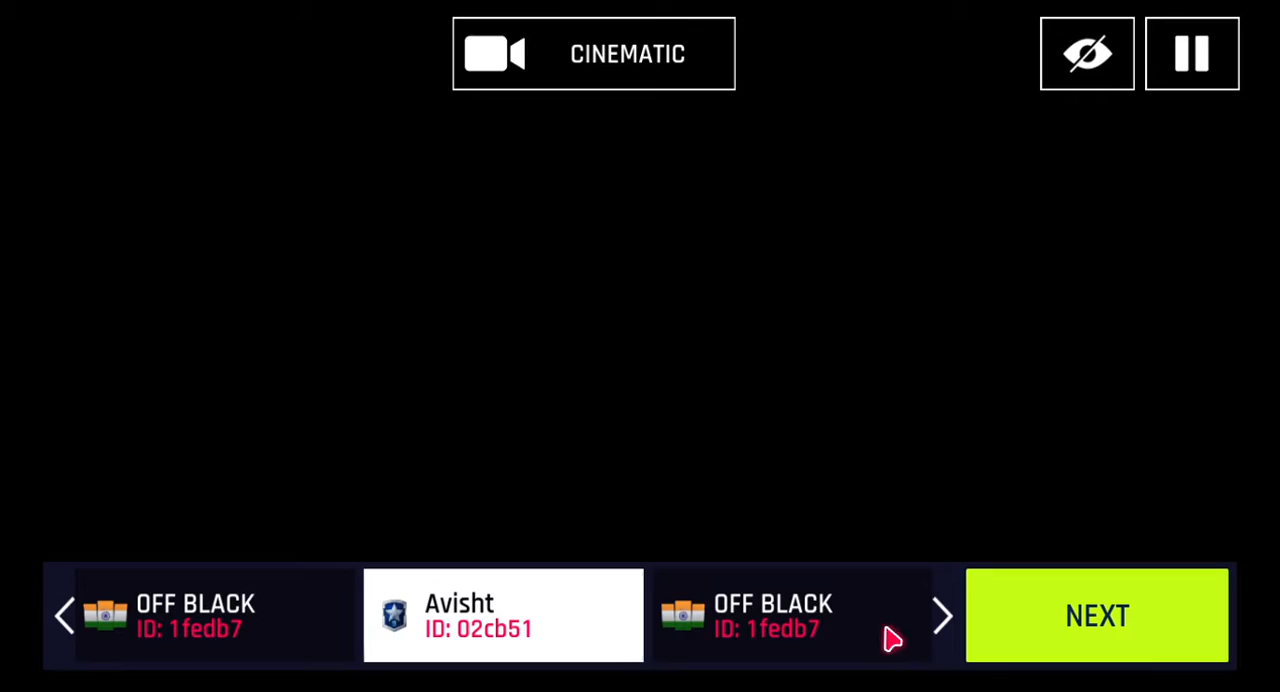 CINEMATIC
OFF BLACK
ID: 1fedb7
Avisht
ID: 02cb51
OFF BLACK
ID: 1fedb7
NEXT